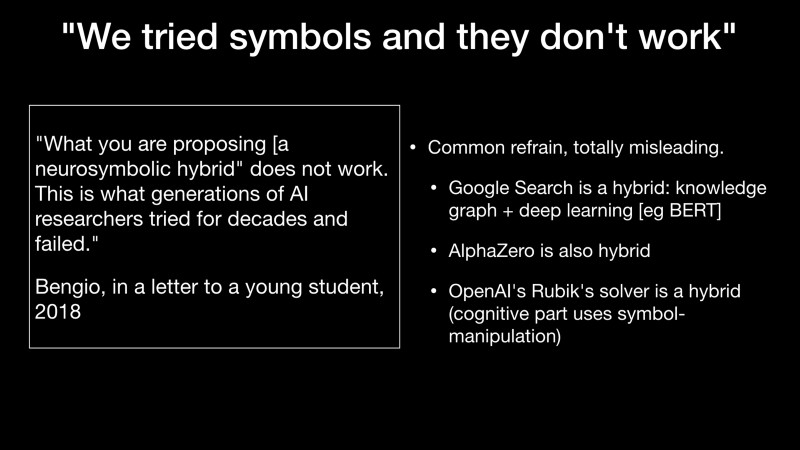 "We tried symbols and they don't work"
"What you are proposing [a
neurosymbolic hybrid" does not work.
This is what generations of AI
researchers tried for decades and
failed."
Bengio, in a letter to a young student,
2018
• Common refrain, totally misleading.
• Google Search is a hybrid: knowledge
graph + deep learning [eg BERT]
• AlphaZero is also hybrid
• OpenAI's Rubik's solver is a hybrid
(cognitive part uses symbol-
manipulation)